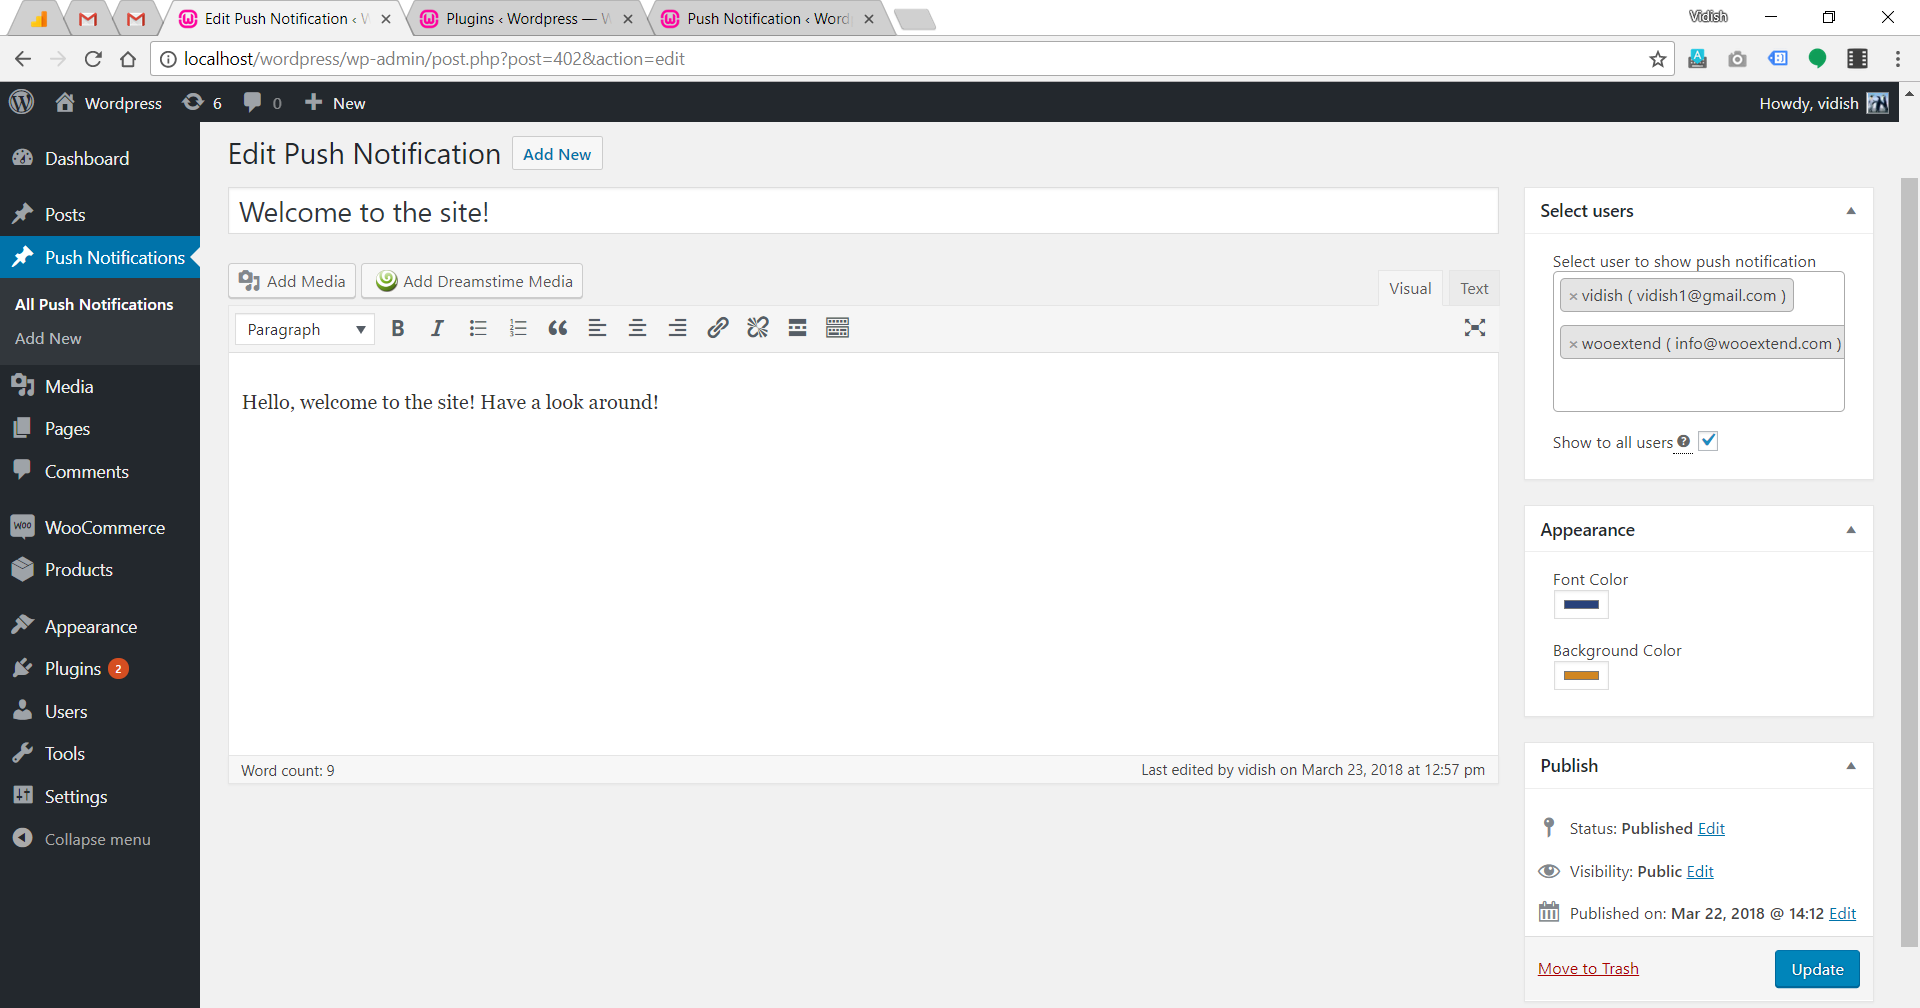 Edit Push Notification ‹ W
Plugins ‹ Wordpress — W
Push Notification ‹ Word
Vidish
localhost/wordpress/wp-admin/post.php?post=402&action=edit
Wordpress 6 0 New
Howdy, vidish
Dashboard
Posts
Push Notifications
All Push Notifications
Add New
Media
Pages
Comments
WooCommerce
Products
Appearance
Plugins 2
Users
Tools
Settings
Collapse menu
Edit Push Notification Add New
Welcome to the site!
Add Media Add Dreamstime Media
Visual Text
Paragraph B I
Hello, welcome to the site! Have a look around!
Word count: 9
Last edited by vidish on March 23, 2018 at 12:57 pm
Select users
Select user to show push notification
× vidish ( vidish1@gmail.com )
× wooextend ( info@wooextend.com )
Show to all users
Appearance
Font Color
Background Color
Publish
Status: Published Edit
Visibility: Public Edit
Published on: Mar 22, 2018 @ 14:12 Edit
Move to Trash Update